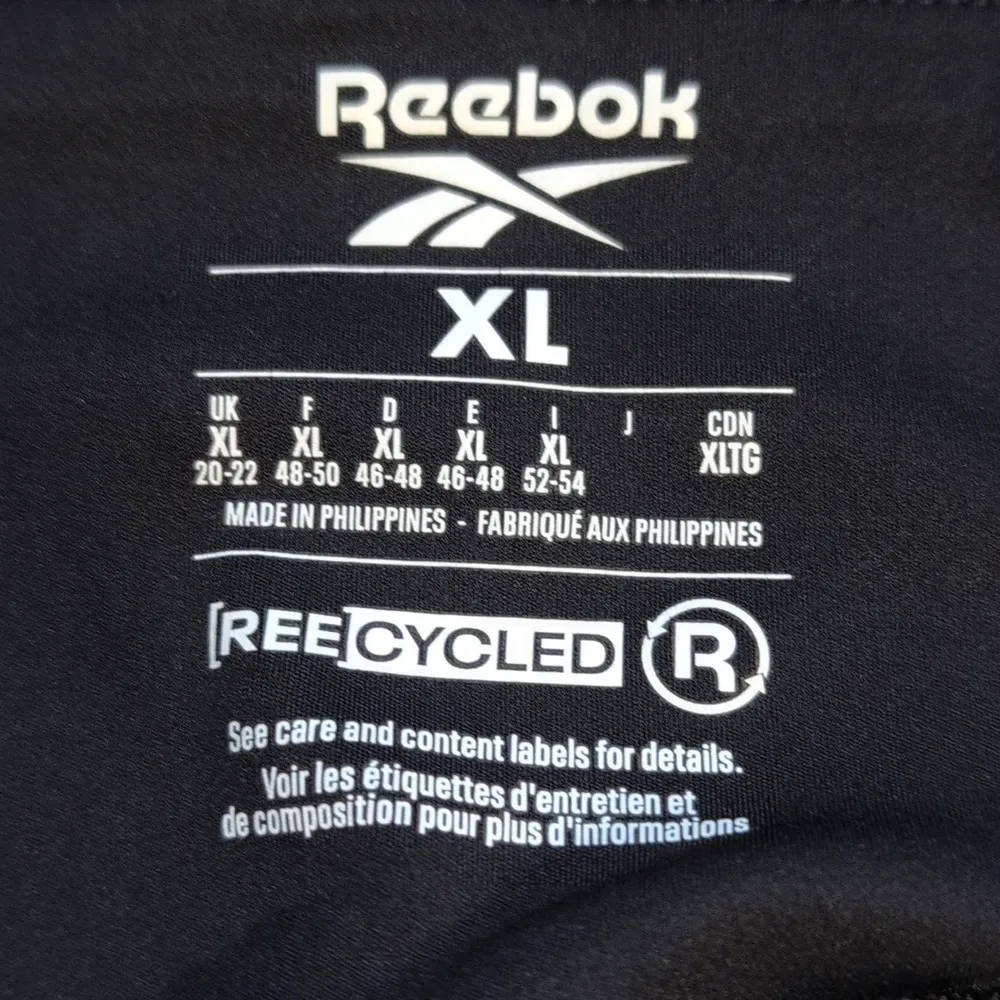 Reebok
XL
UK F D E I J CDN
XL XL XL XL XL XLTG
20-22 48-50 46-48 46-48 52-54
MADE IN PHILIPPINES - FABRIQUÉ AUX PHILIPPINES
[REE]CYCLED R
See care and content labels for details.
Voir les étiquettes d'entretien et
de composition pour plus d'informations